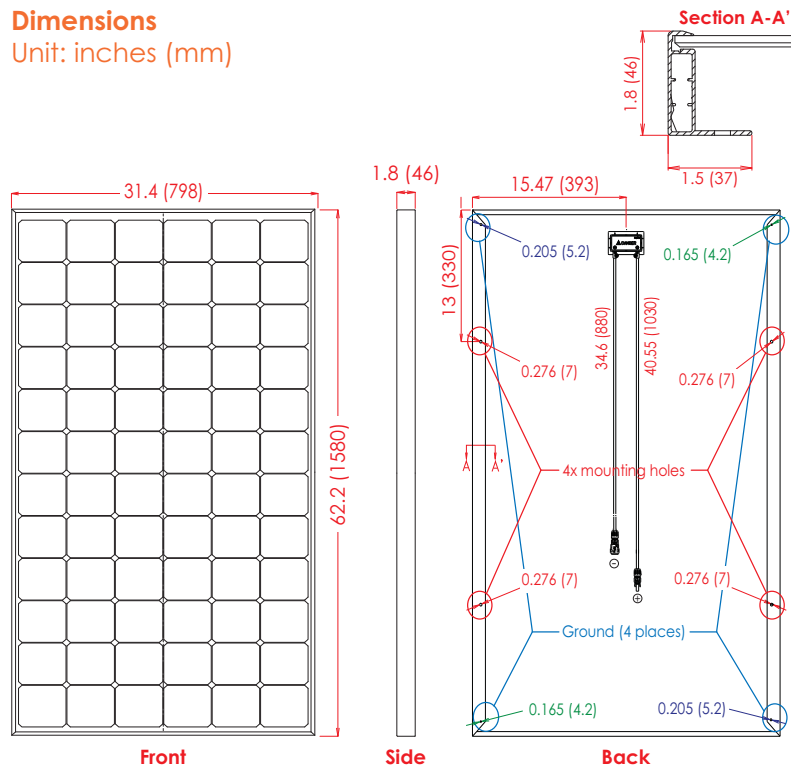 Dimensions
Unit: inches (mm)
Section A-A'
1.8 (46)
1.5 (37)
31.4 (798)
62.2 (1580)
1.8 (46)
15.47 (393)
13 (330)
0.205 (5.2)
0.165 (4.2)
DANGER
34.6 (880)
40.55 (1030)
0.276 (7)
0.276 (7)
A
A'
4x mounting holes
−
+
0.276 (7)
0.276 (7)
Ground (4 places)
0.165 (4.2)
0.205 (5.2)
Front
Side
Back